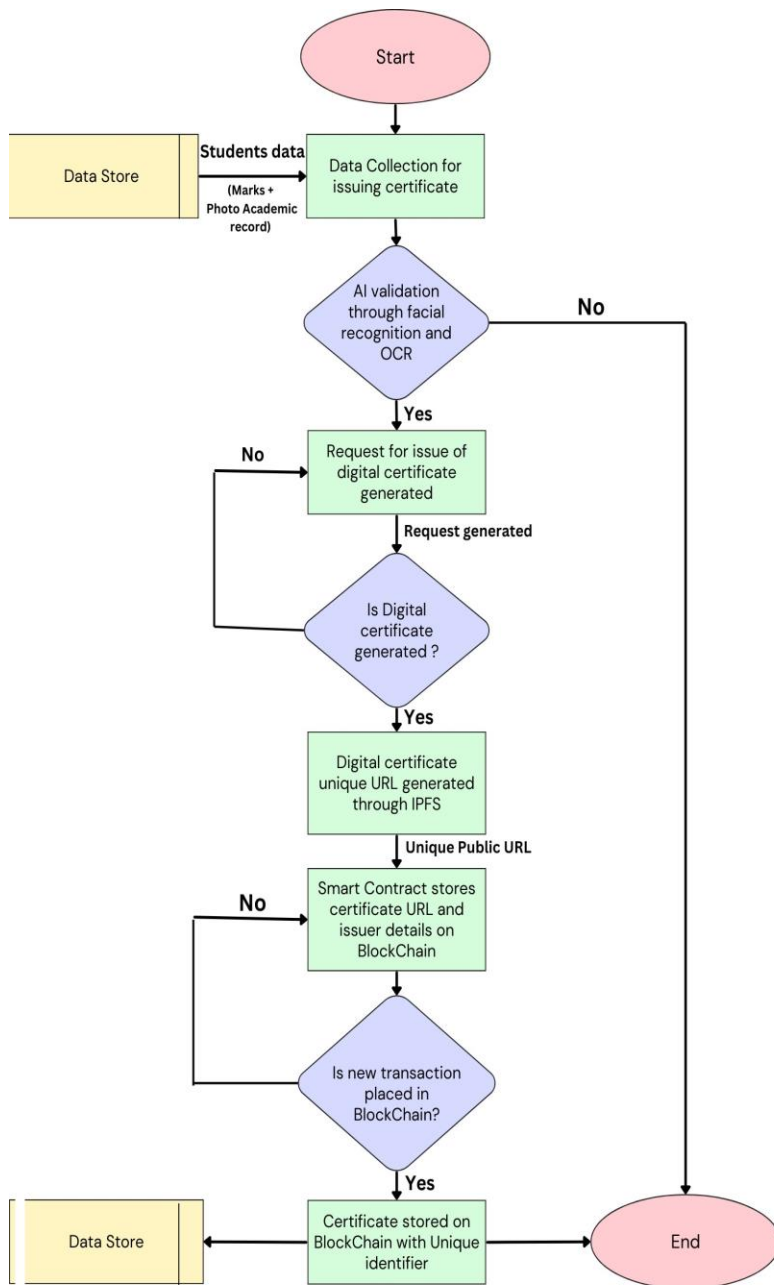 Start
Students data
Data Store
(Marks +
Photo Academic
record)
Data Collection for
issuing certificate
AI validation
through facial
recognition and
OCR
No
Yes
No
Request for issue of
digital certificate
generated
Request generated
Is Digital
certificate
generated ?
Yes
Digital certificate
unique URL generated
through IPFS
Unique Public URL
No
Smart Contract stores
certificate URL and
issuer details on
BlockChain
Is new transaction
placed in
BlockChain?
Yes
Data Store
Certificate stored on
BlockChain with Unique
identifier
End